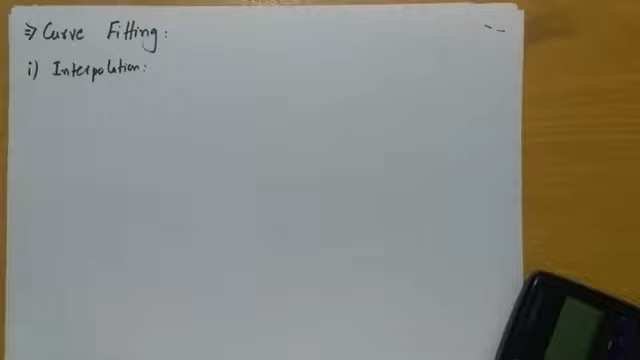 ⇒ Curve Fitting:
i) Interpolation: